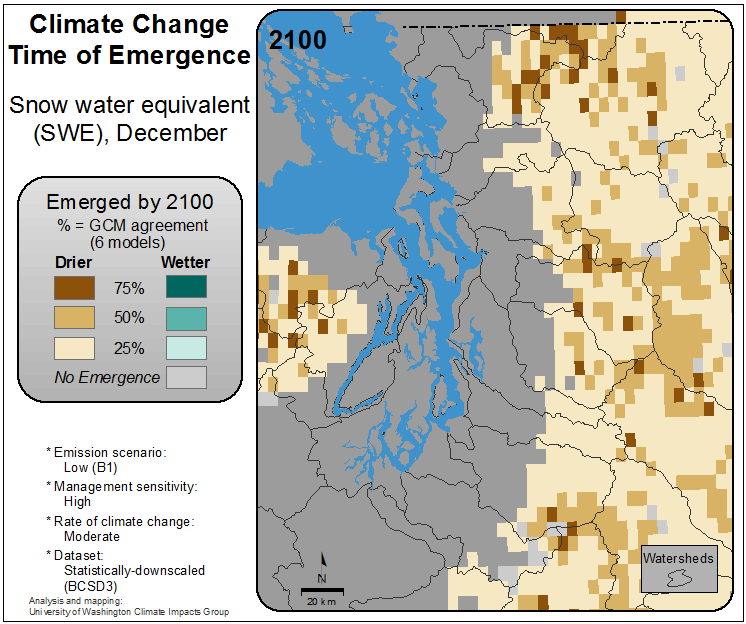 Climate Change
Time of Emergence
Snow water equivalent
(SWE), December
Emerged by 2100
% = GCM agreement
(6 models)
Drier Wetter
75%
50%
25%
No Emergence
* Emission scenario:
Low (B1)
* Management sensitivity:
High
* Rate of climate change:
Moderate
* Dataset:
Statistically-downscaled
(BCSD3)
Analysis and mapping:
University of Washington Climate Impacts Group
2100
N
20 km
Watersheds